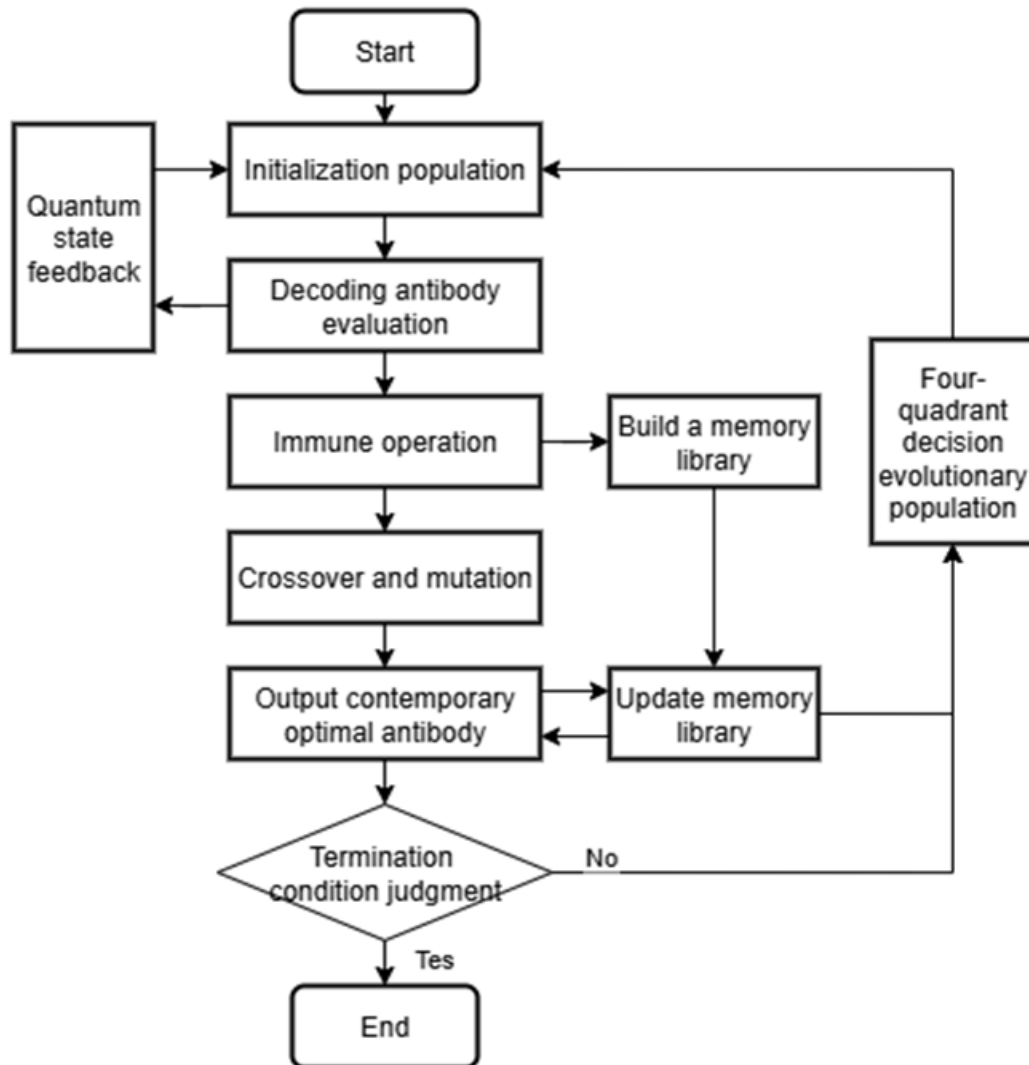 Start
Initialization population
Quantum
state
feedback
Decoding antibody
evaluation
Four-
quadrant
decision
evolutionary
population
Immune operation
Build a memory
library
Crossover and mutation
Output contemporary
optimal antibody
Update memory
library
Termination
condition judgment
No
Tes
End